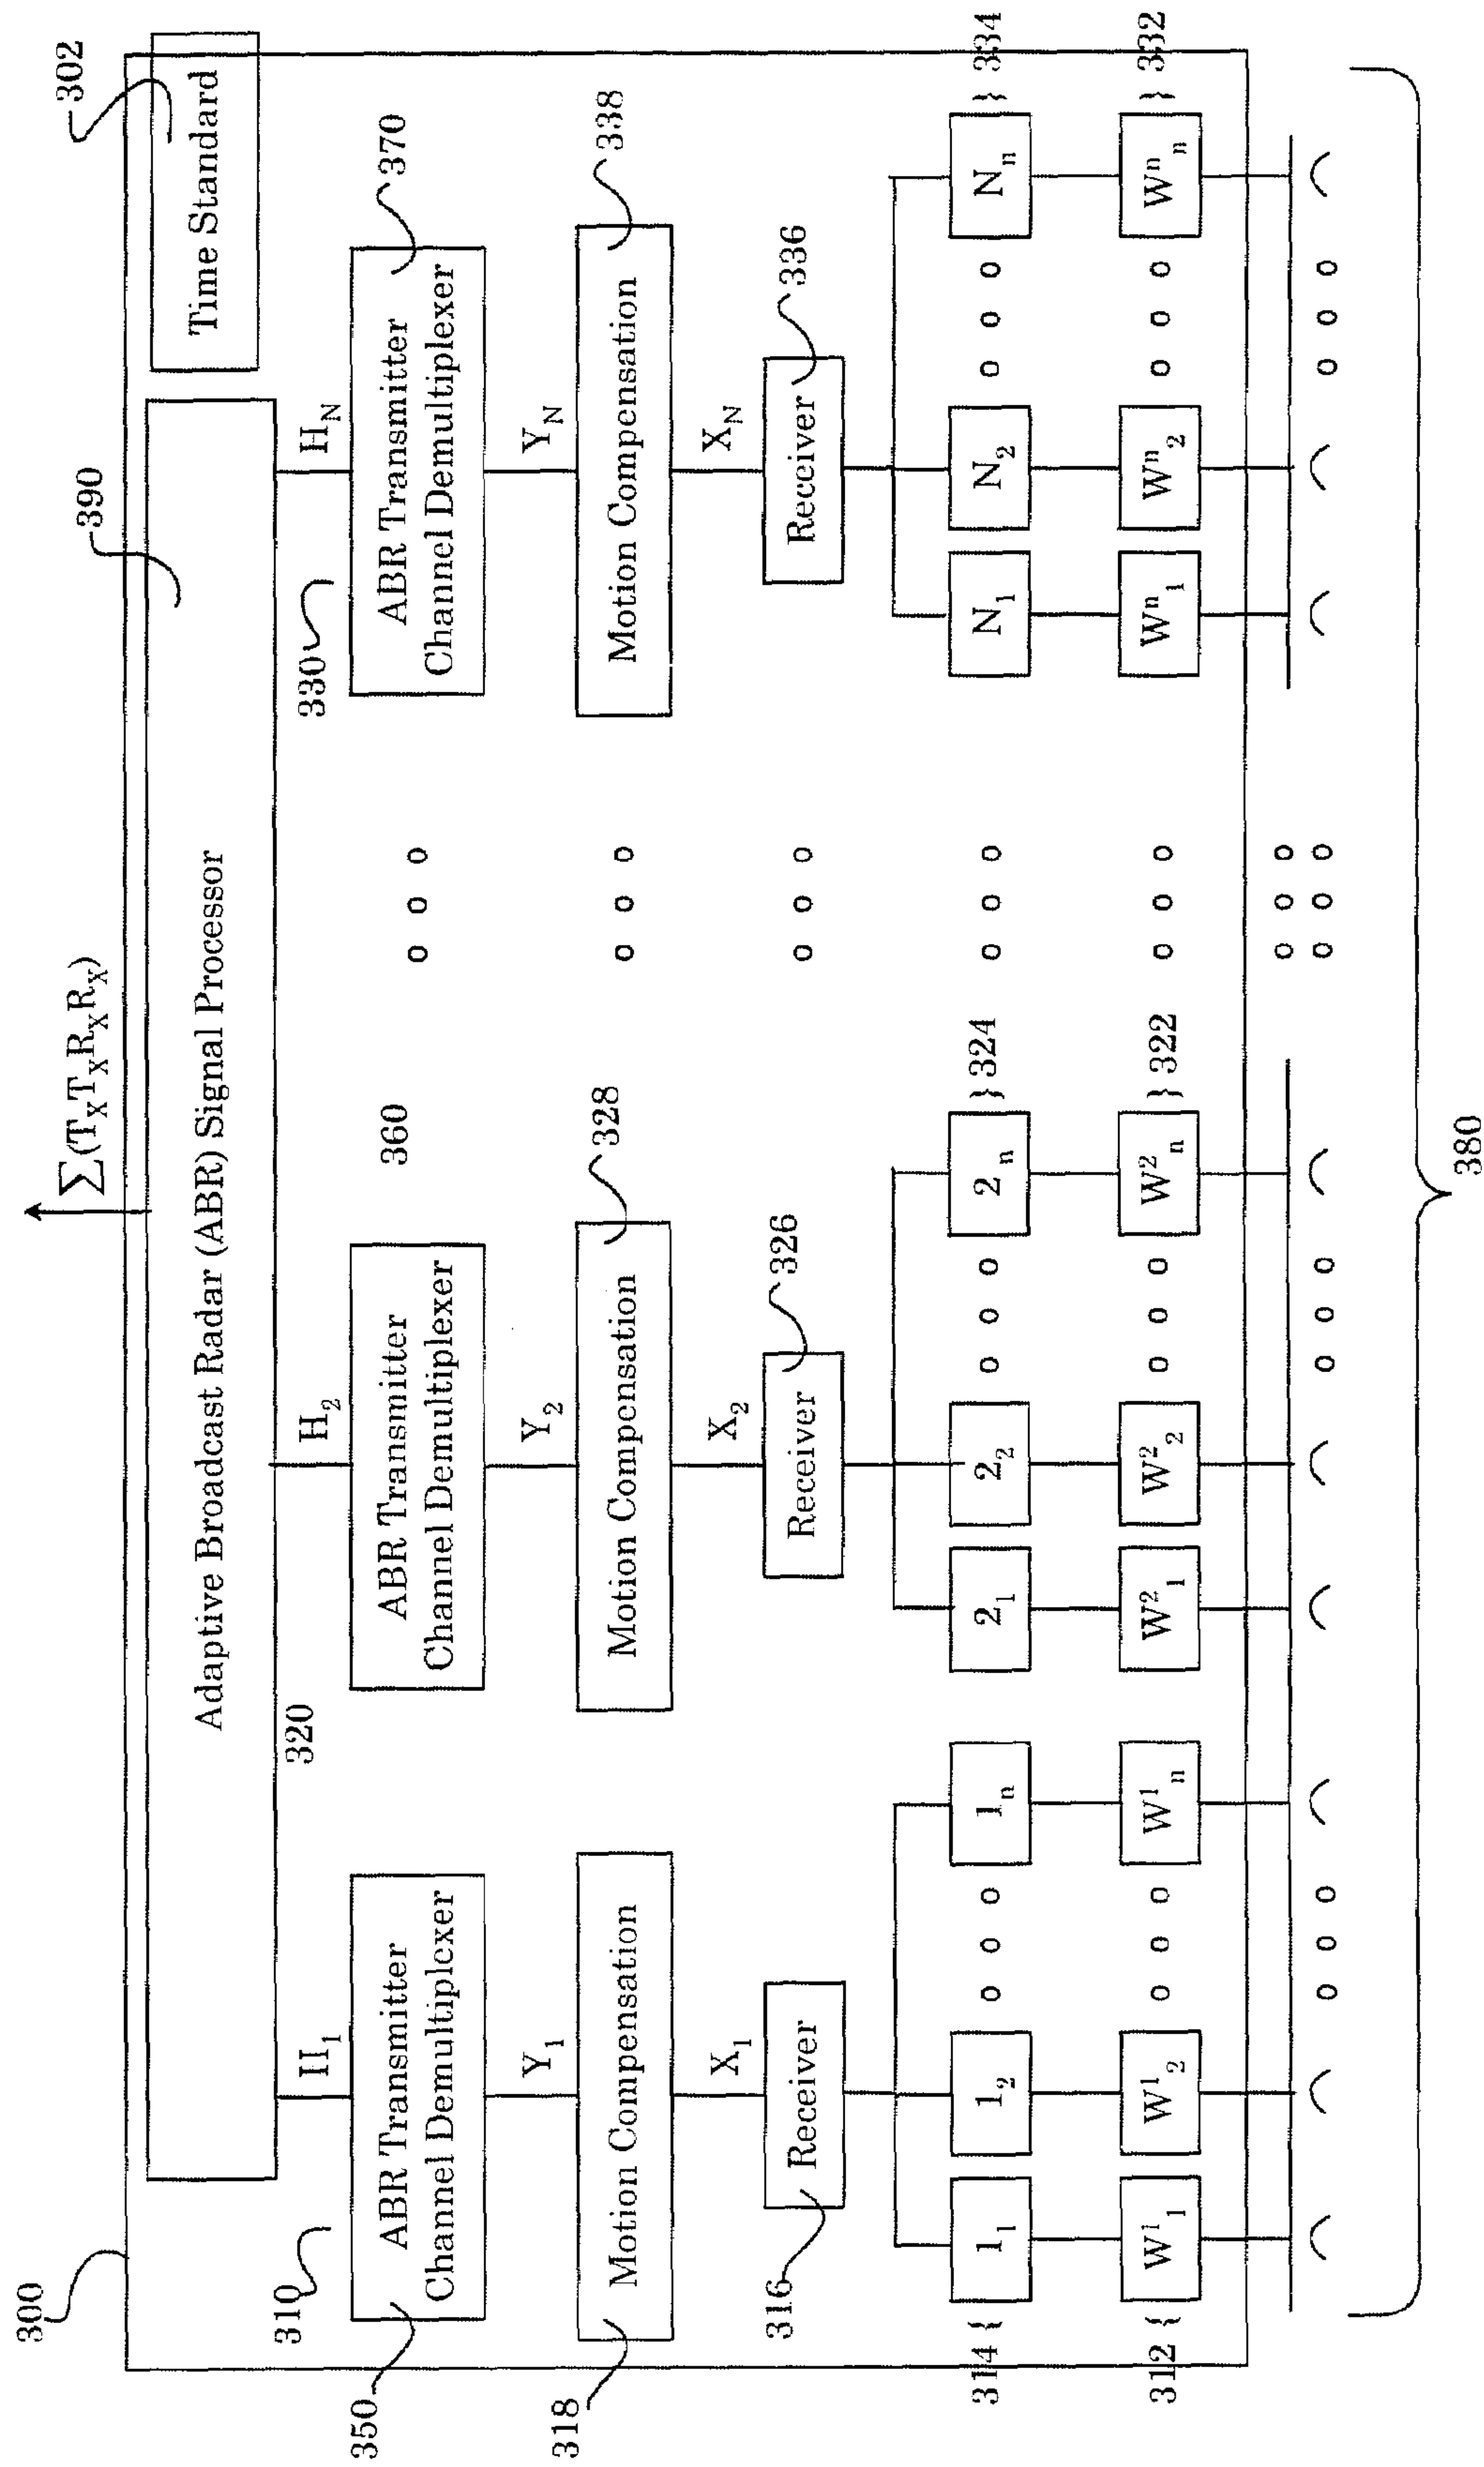 300
∑(T_X T_X R_X R_X)
390
302
Adaptive Broadcast Radar (ABR) Signal Processor
Time Standard
310
320
330
H_1
H_2
H_N
350
ABR Transmitter
Channel Demultiplexer
ABR Transmitter
Channel Demultiplexer
360
ABR Transmitter
Channel Demultiplexer
370
Y_1
Y_2
Y_N
318
Motion Compensation
Motion Compensation
328
Motion Compensation
338
X_1
X_2
X_N
316
Receiver
Receiver
326
Receiver
336
314 { 1_1 1_2 o o o 1_n 2_1 2_2 o o o 2_n } 324 o o o N_1 N_2 o o o N_n } 334
312 { W^1_1 W^1_2 o o o W^1_n W^2_1 W^2_2 o o o W^2_n } 322 o o o W^n_1 W^n_2 o o o W^n_n } 332
380